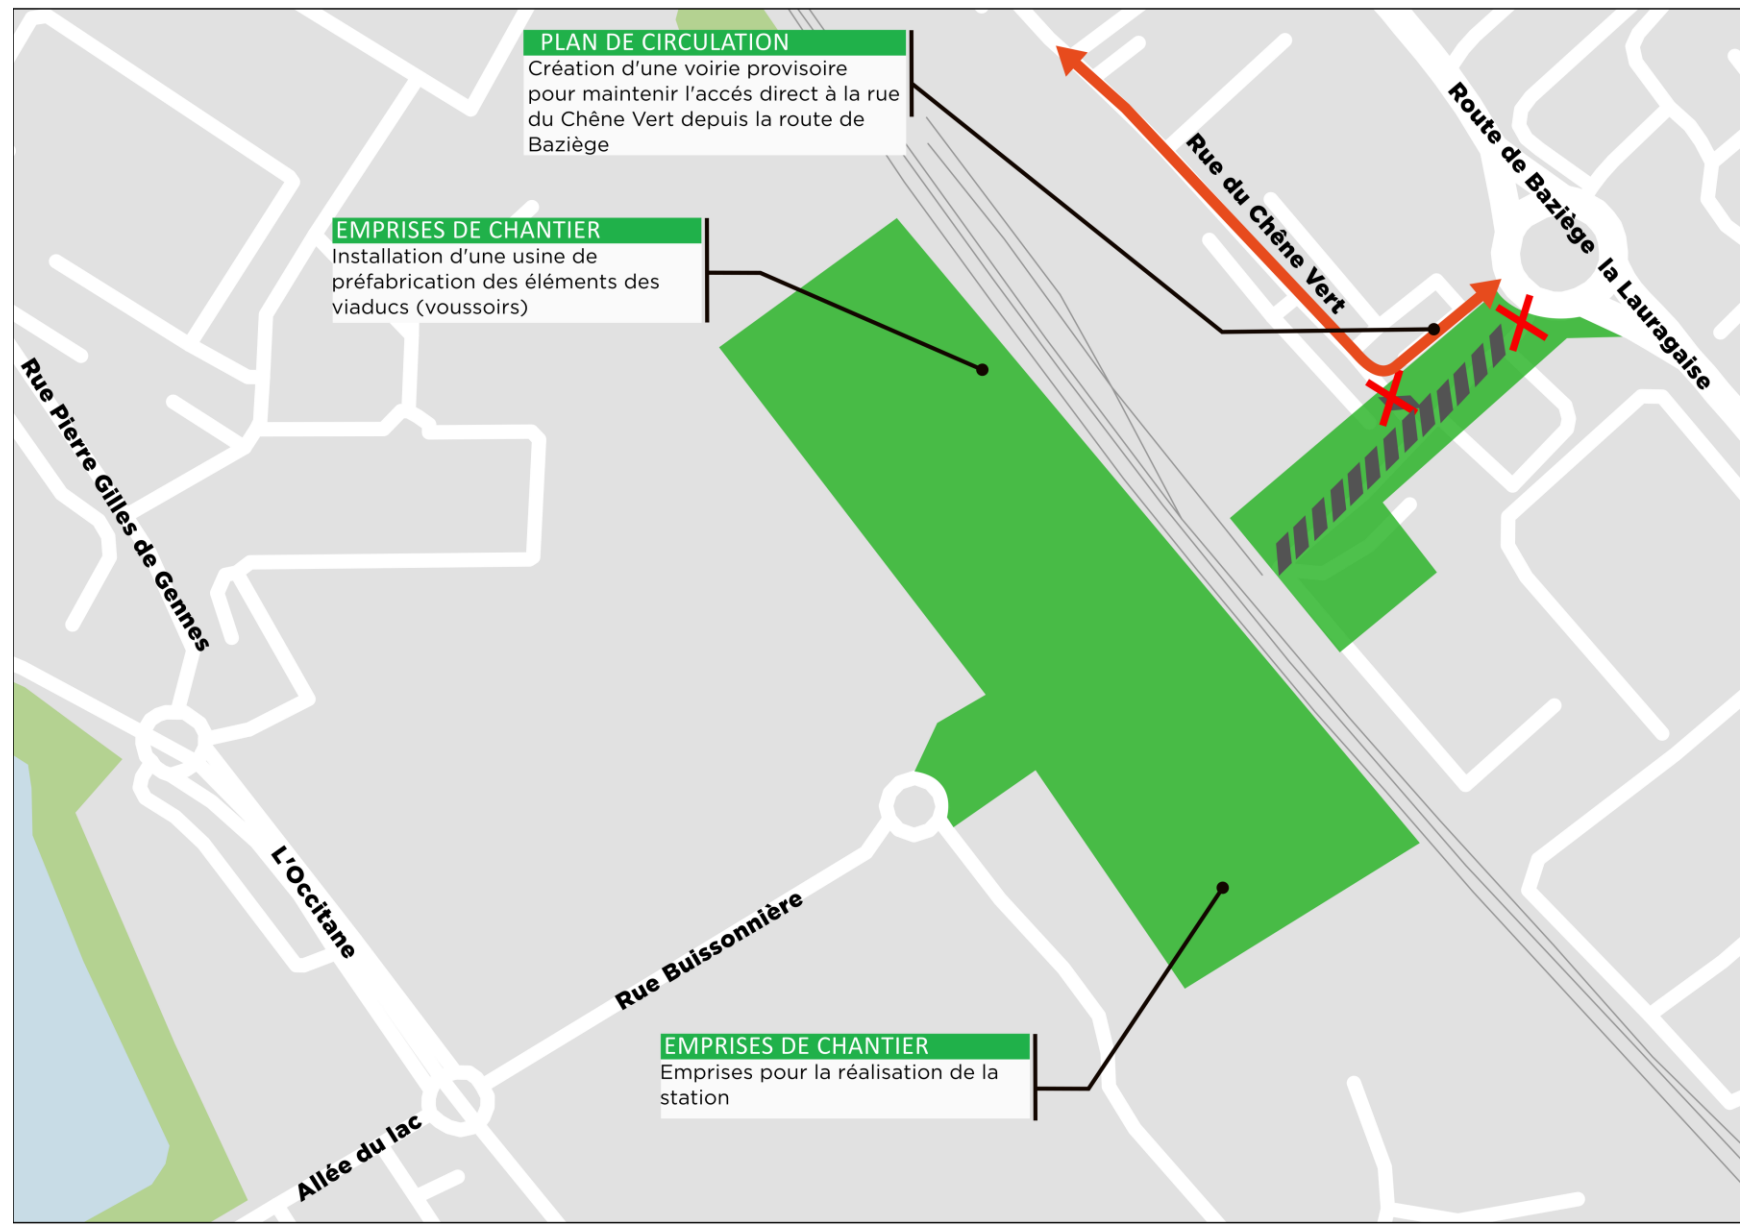 PLAN DE CIRCULATION
Création d'une voirie provisoire
pour maintenir l'accés direct à la rue
du Chêne Vert depuis la route de
Baziège
EMPRISES DE CHANTIER
Installation d'une usine de
préfabrication des éléments des
viaducs (voussoirs)
Route de Baziège
la Lauragaise
Rue du Chêne Vert
Rue Pierre Gilles de Gennes
L'Occitane
Rue Buissonnière
EMPRISES DE CHANTIER
Emprises pour la réalisation de la
station
Allée du lac